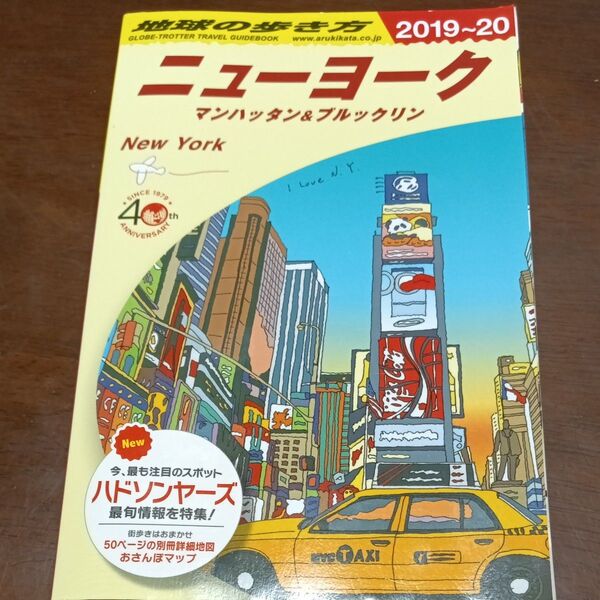 地球の歩き方
GLOBE-TROTTER TRAVEL GUIDEBOOK
www.arukikata.co.jp
2019~20
ニューヨーク
マンハッタン&ブルックリン
New York
I Love N.Y.
SINCE 1979
40th
ANNIVERSARY
Coca-Cola
New
今、最も注目のスポット
ハドソンヤーズ
最旬情報を特集!
街歩きはおまかせ
50ページの別冊詳細地図
おさんぽマップ
NYC TAXI